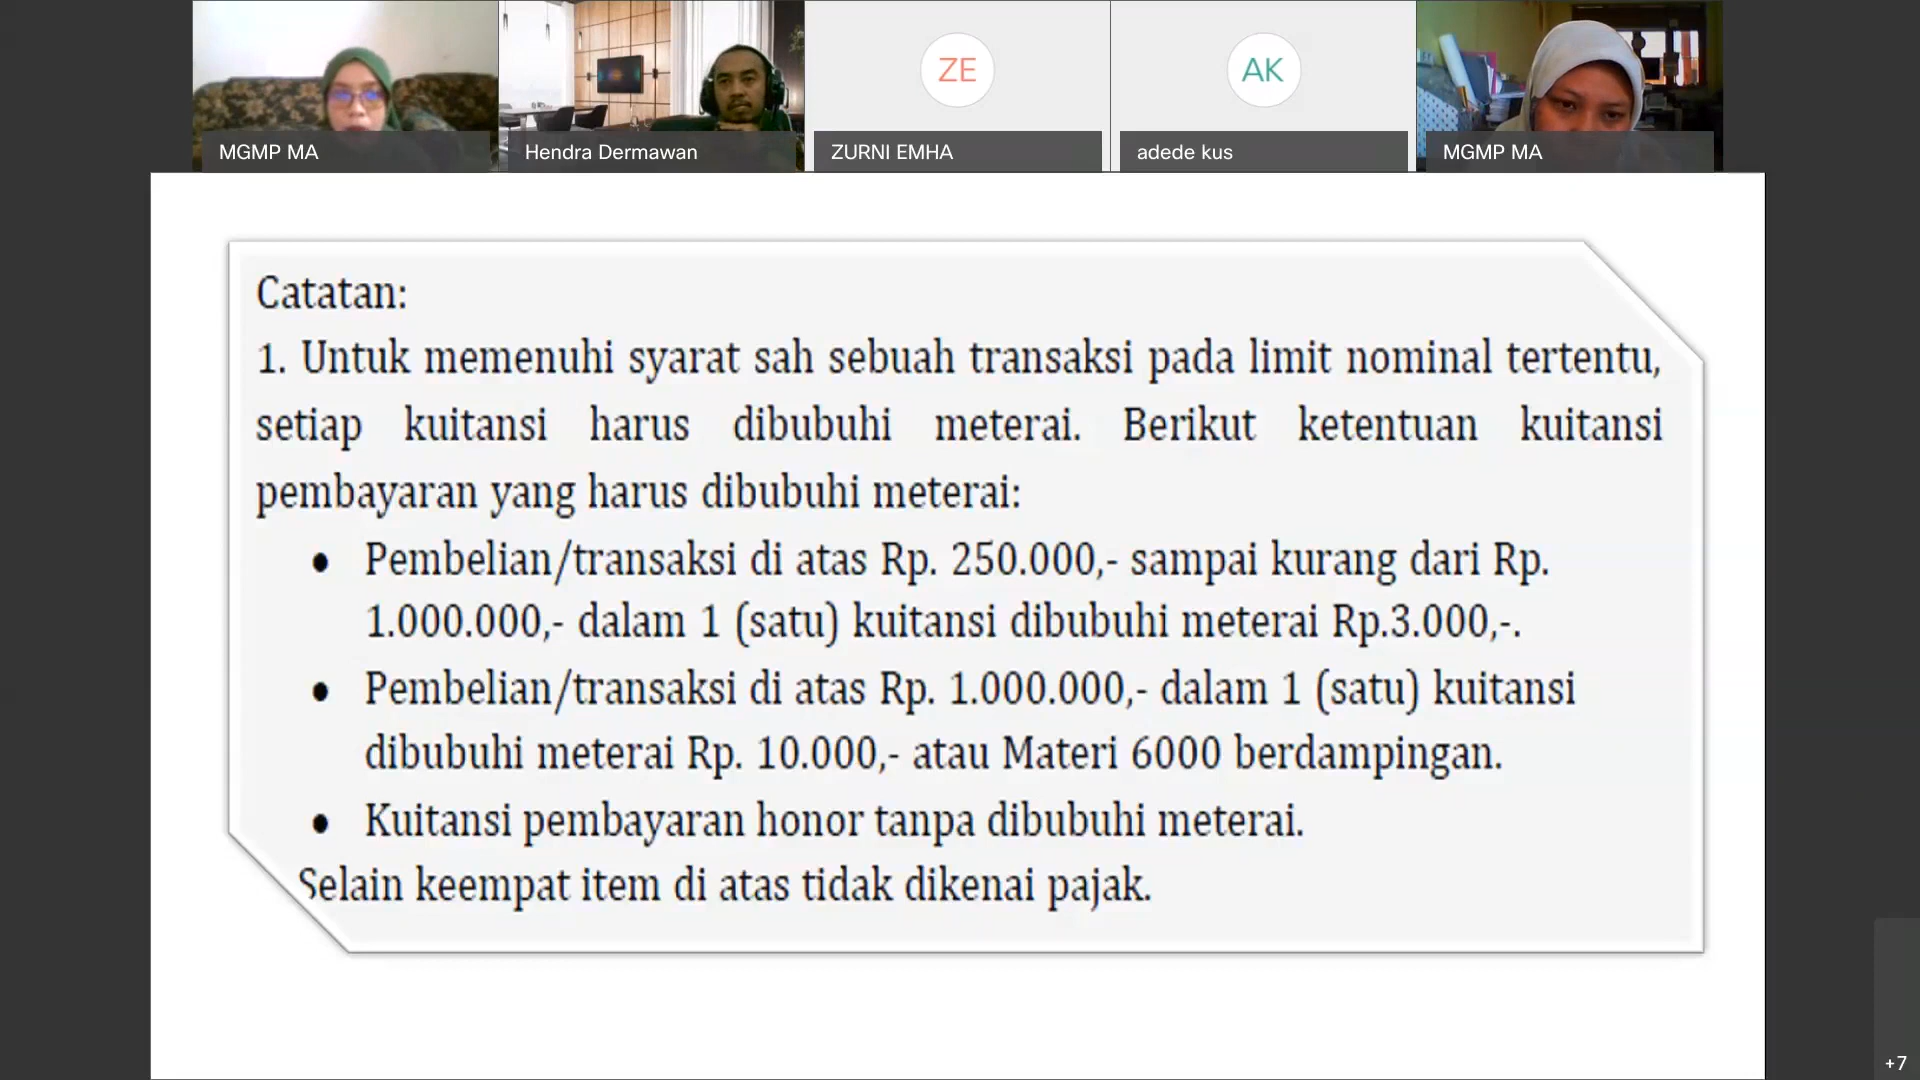 MGMP MA
Hendra Dermawan
ZE
ZURNI EMHA
AK
adede kus
MGMP MA
Catatan:
1. Untuk memenuhi syarat sah sebuah transaksi pada limit nominal tertentu,
setiap kuitansi harus dibubuhi meterai. Berikut ketentuan kuitansi
pembayaran yang harus dibubuhi meterai:
● Pembelian/transaksi di atas Rp. 250.000,- sampai kurang dari Rp.
1.000.000,- dalam 1 (satu) kuitansi dibubuhi meterai Rp.3.000,-.
● Pembelian/transaksi di atas Rp. 1.000.000,- dalam 1 (satu) kuitansi
dibubuhi meterai Rp. 10.000,- atau Materi 6000 berdampingan.
● Kuitansi pembayaran honor tanpa dibubuhi meterai.
Selain keempat item di atas tidak dikenai pajak.
+7